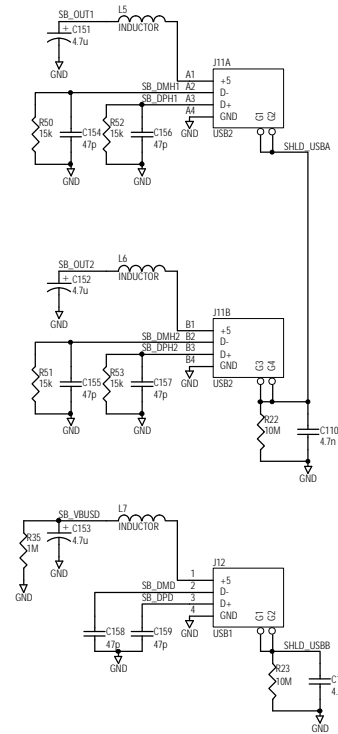 SB_OUT1
L5
INDUCTOR
+ C151
4.7u
GND
J11A
A1
A2
A3
A4
+5
D-
D+
GND
G1
G2
USB2
SB_DMH1
SB_DPH1
GND
R50
15k
C154
47p
R52
15k
C156
47p
GND
GND
SHLD_USBA
SB_OUT2
L6
INDUCTOR
+ C152
4.7u
GND
J11B
B1
B2
B3
B4
+5
D-
D+
GND
G3
G4
USB2
SB_DMH2
SB_DPH2
GND
R51
15k
C155
47p
R53
15k
C157
47p
GND
GND
R22
10M
C110
4.7n
GND
SB_VBUSD
L7
INDUCTOR
R35
1M
+ C153
4.7u
GND
GND
J12
1
2
3
4
+5
D-
D+
GND
G1
G2
USB1
SB_DMD
SB_DPD
GND
C158
47p
C159
47p
GND
SHLD_USBB
R23
10M
GND